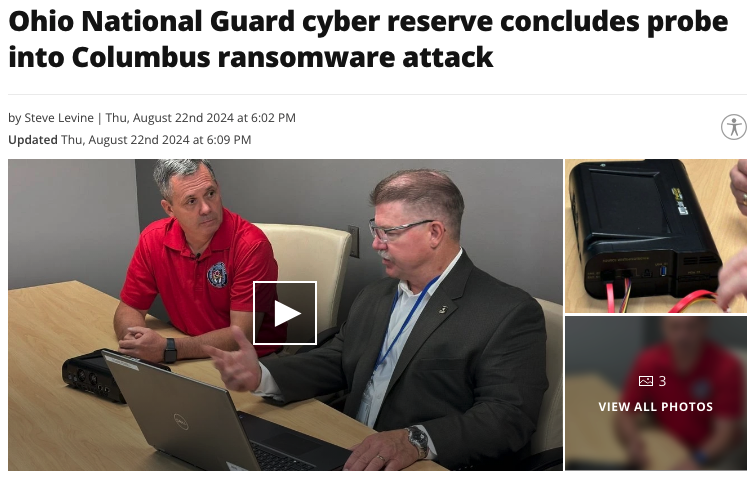 Ohio National Guard cyber reserve concludes probe
into Columbus ransomware attack
by Steve Levine | Thu, August 22nd 2024 at 6:02 PM
Updated Thu, August 22nd 2024 at 6:09 PM
DELL
3
VIEW ALL PHOTOS